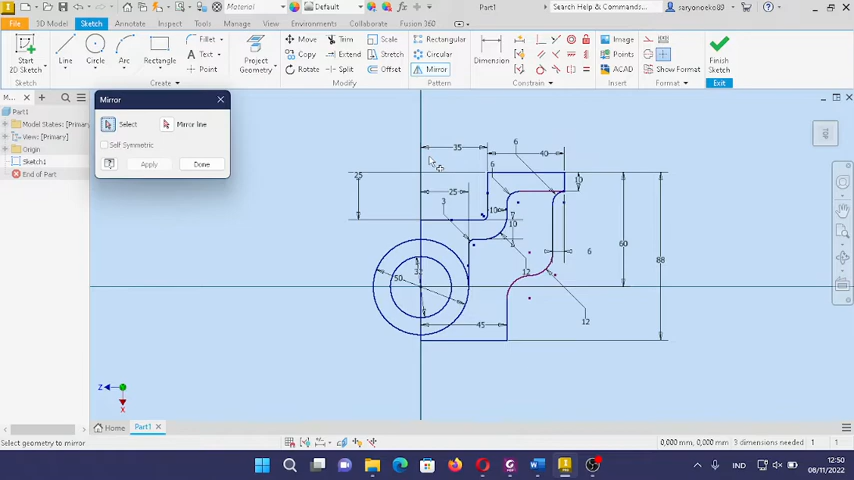 Material
Default
Part1
Search Help & Commands...
saryonoeko89
File
3D Model
Sketch
Annotate
Inspect
Tools
Manage
View
Environments
Collaborate
Fusion 360
Start
2D Sketch
Line
Circle
Arc
Rectangle
Fillet
Text
Point
Project
Geometry
Move
Copy
Rotate
Trim
Extend
Split
Scale
Stretch
Offset
Rectangular
Circular
Mirror
Dimension
Image
Points
ACAD
Show Format
Finish
Sketch
Sketch
Create
Modify
Pattern
Constrain
Insert
Format
Exit
M...
Part1
Model States: [Primary
View: [Primary]
Origin
Sketch1
End of Part
Mirror
Select
Mirror line
Self Symmetric
Apply
Done
TOP
35
6
40
6
25
10
25
3
10
10
60
6
88
32
50
12
45
12
Z
X
Home
Part1
Select geometry to mirror
0,000 mm, 0,000 mm
3 dimensions needed
1
1
IND
12:50
08/11/2022